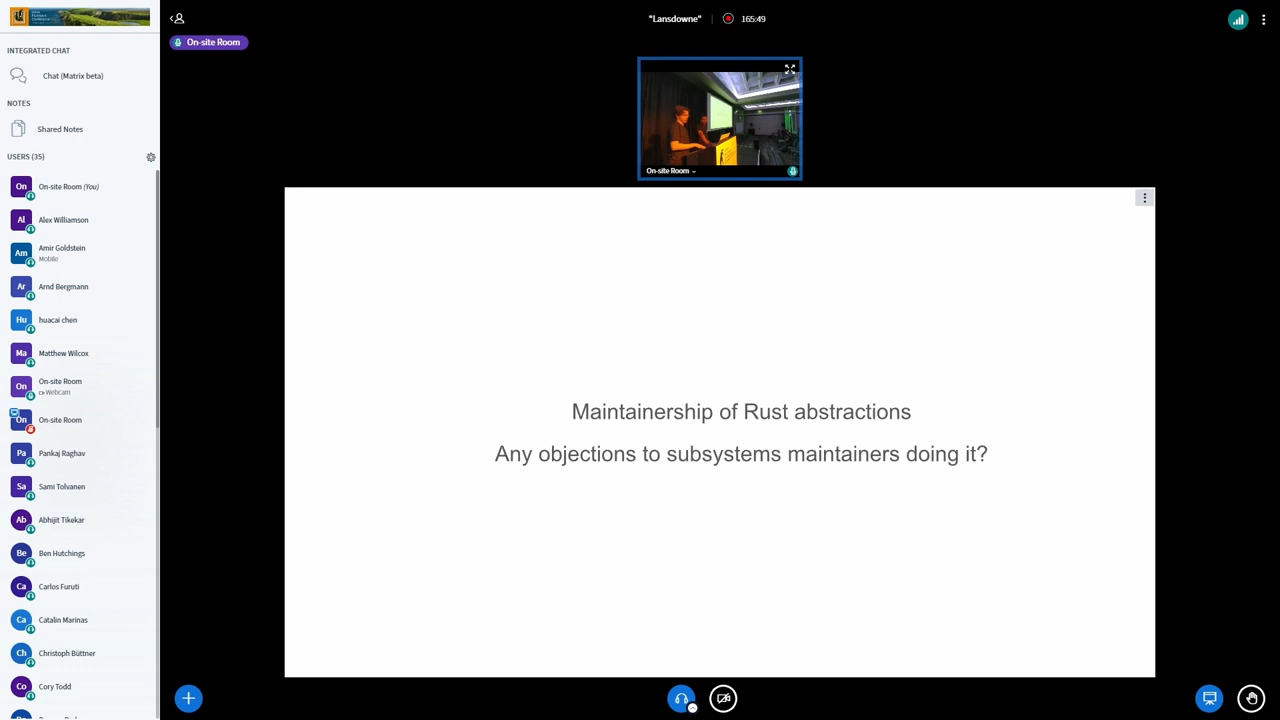 INTEGRATED CHAT
Chat (Matrix beta)
NOTES
Shared Notes
USERS (35)
On On-site Room (You)
Al Alex Williamson
Am Amir Goldstein
Mobile
Ar Arnd Bergmann
Hu huacai chen
Ma Matthew Wilcox
On On-site Room
Webcam
On On-site Room
Pa Pankaj Raghav
Sa Sami Tolvanen
Ab Abhijit Tikekar
Be Ben Hutchings
Ca Carlos Furuti
Ca Catalin Marinas
Ch Christoph Büttner
Co Cory Todd
"Lansdowne"
165:49
On-site Room
On-site Room
Maintainership of Rust abstractions
Any objections to subsystems maintainers doing it?